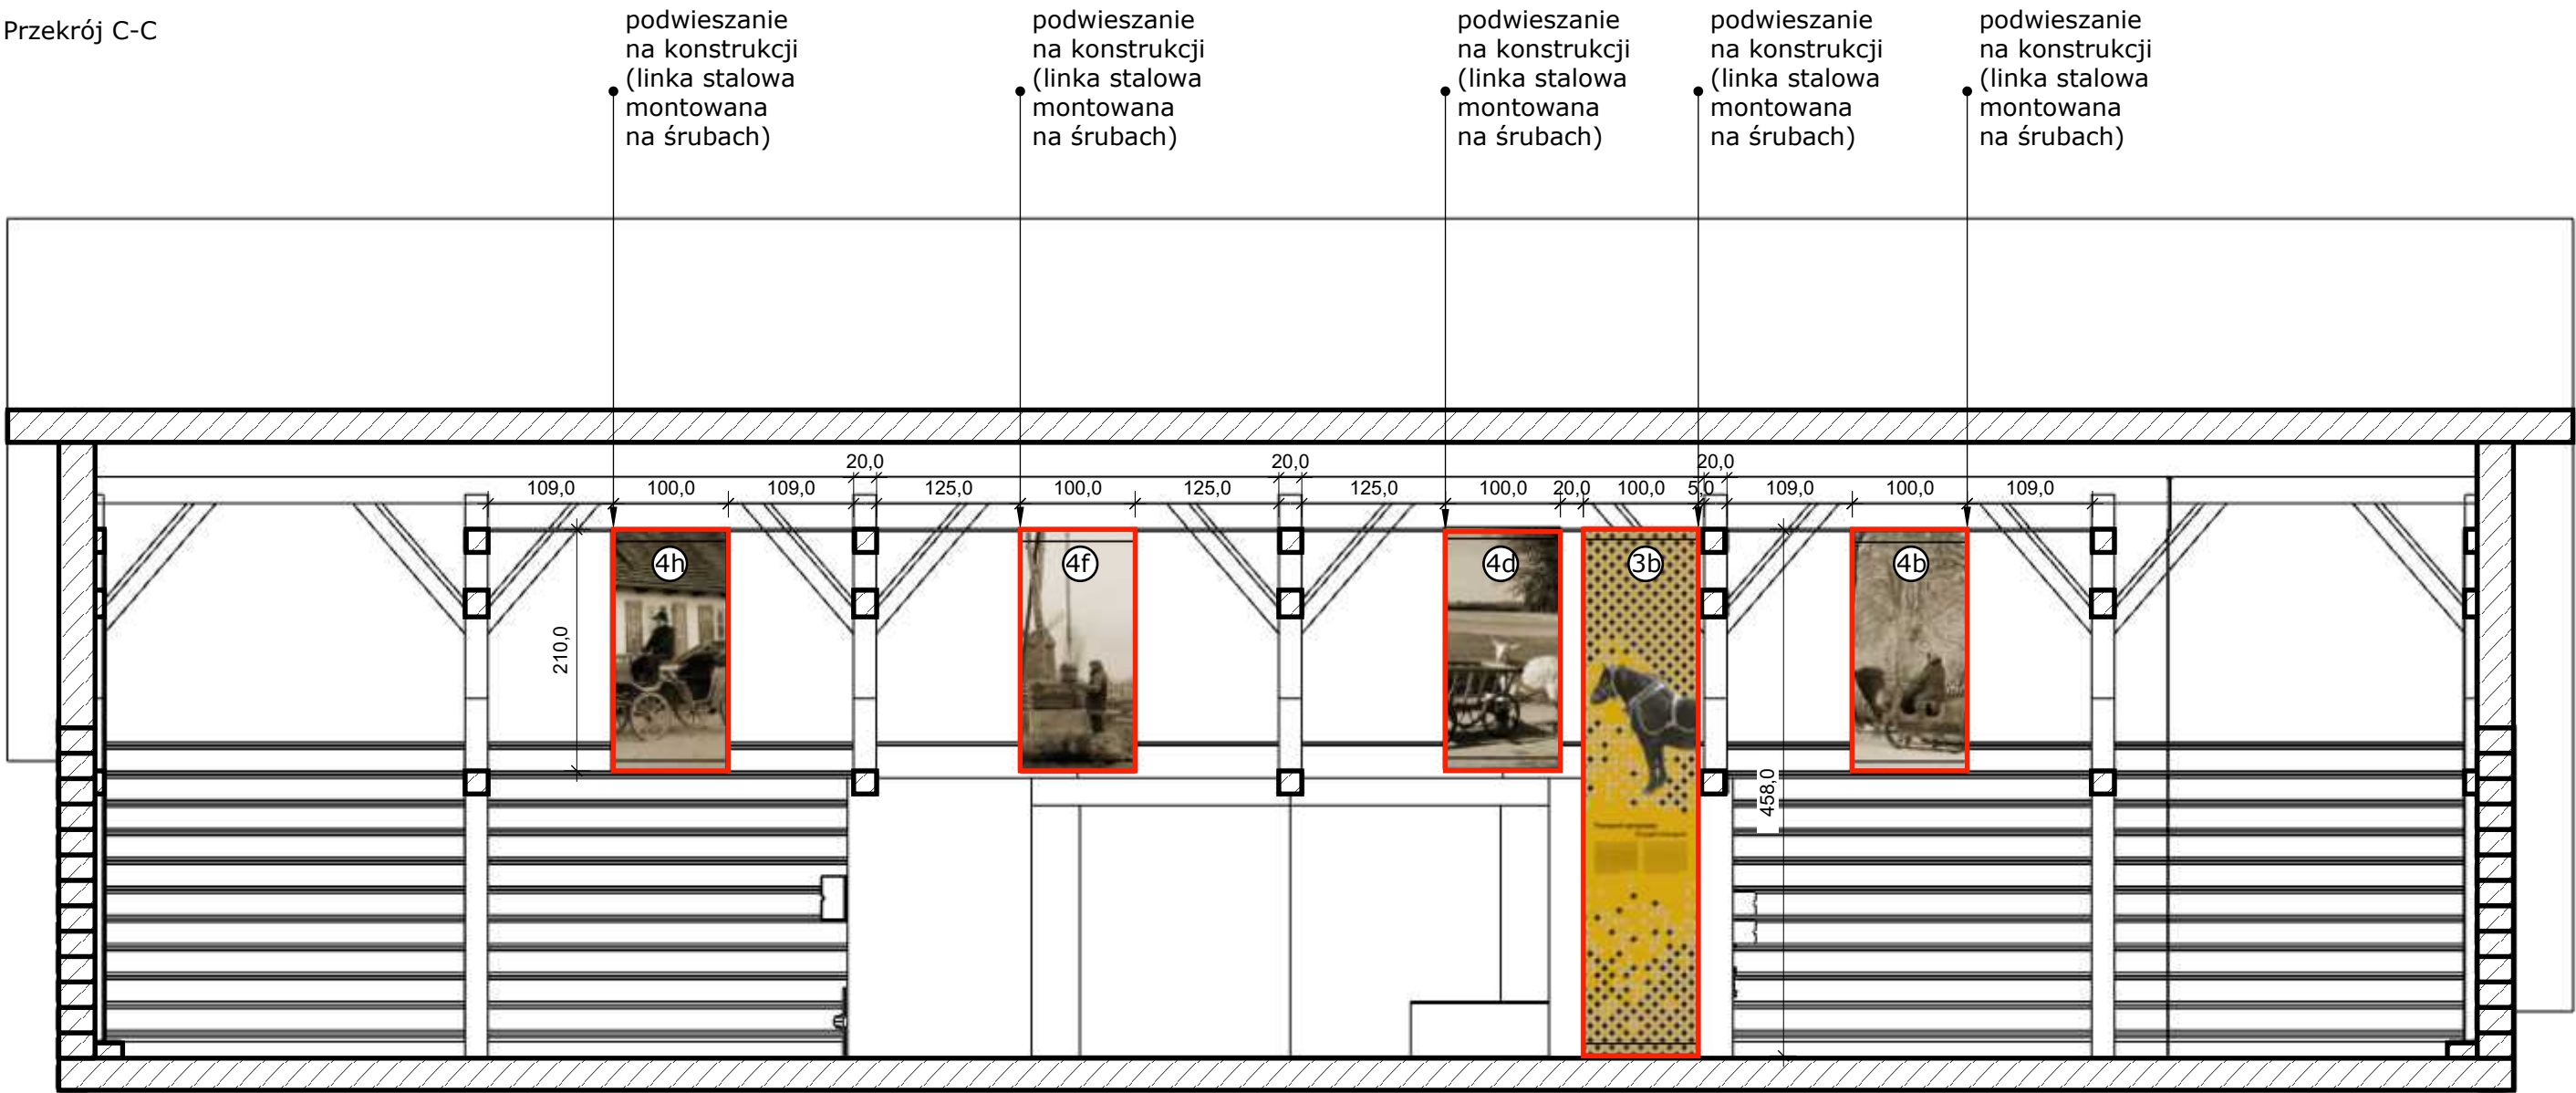 Przekrój C-C
podwieszanie
na konstrukcji
(linka stalowa
montowana
na śrubach)
podwieszanie
na konstrukcji
(linka stalowa
montowana
na śrubach)
podwieszanie
na konstrukcji
(linka stalowa
montowana
na śrubach)
podwieszanie
na konstrukcji
(linka stalowa
montowana
na śrubach)
podwieszanie
na konstrukcji
(linka stalowa
montowana
na śrubach)
20,0 20,0 20,0
109,0 100,0 109,0 125,0 100,0 125,0 125,0 100,0 20,0 100,0 5,0 109,0 100,0 109,0
4h 4f 4d 3b 4b
210,0
458,0